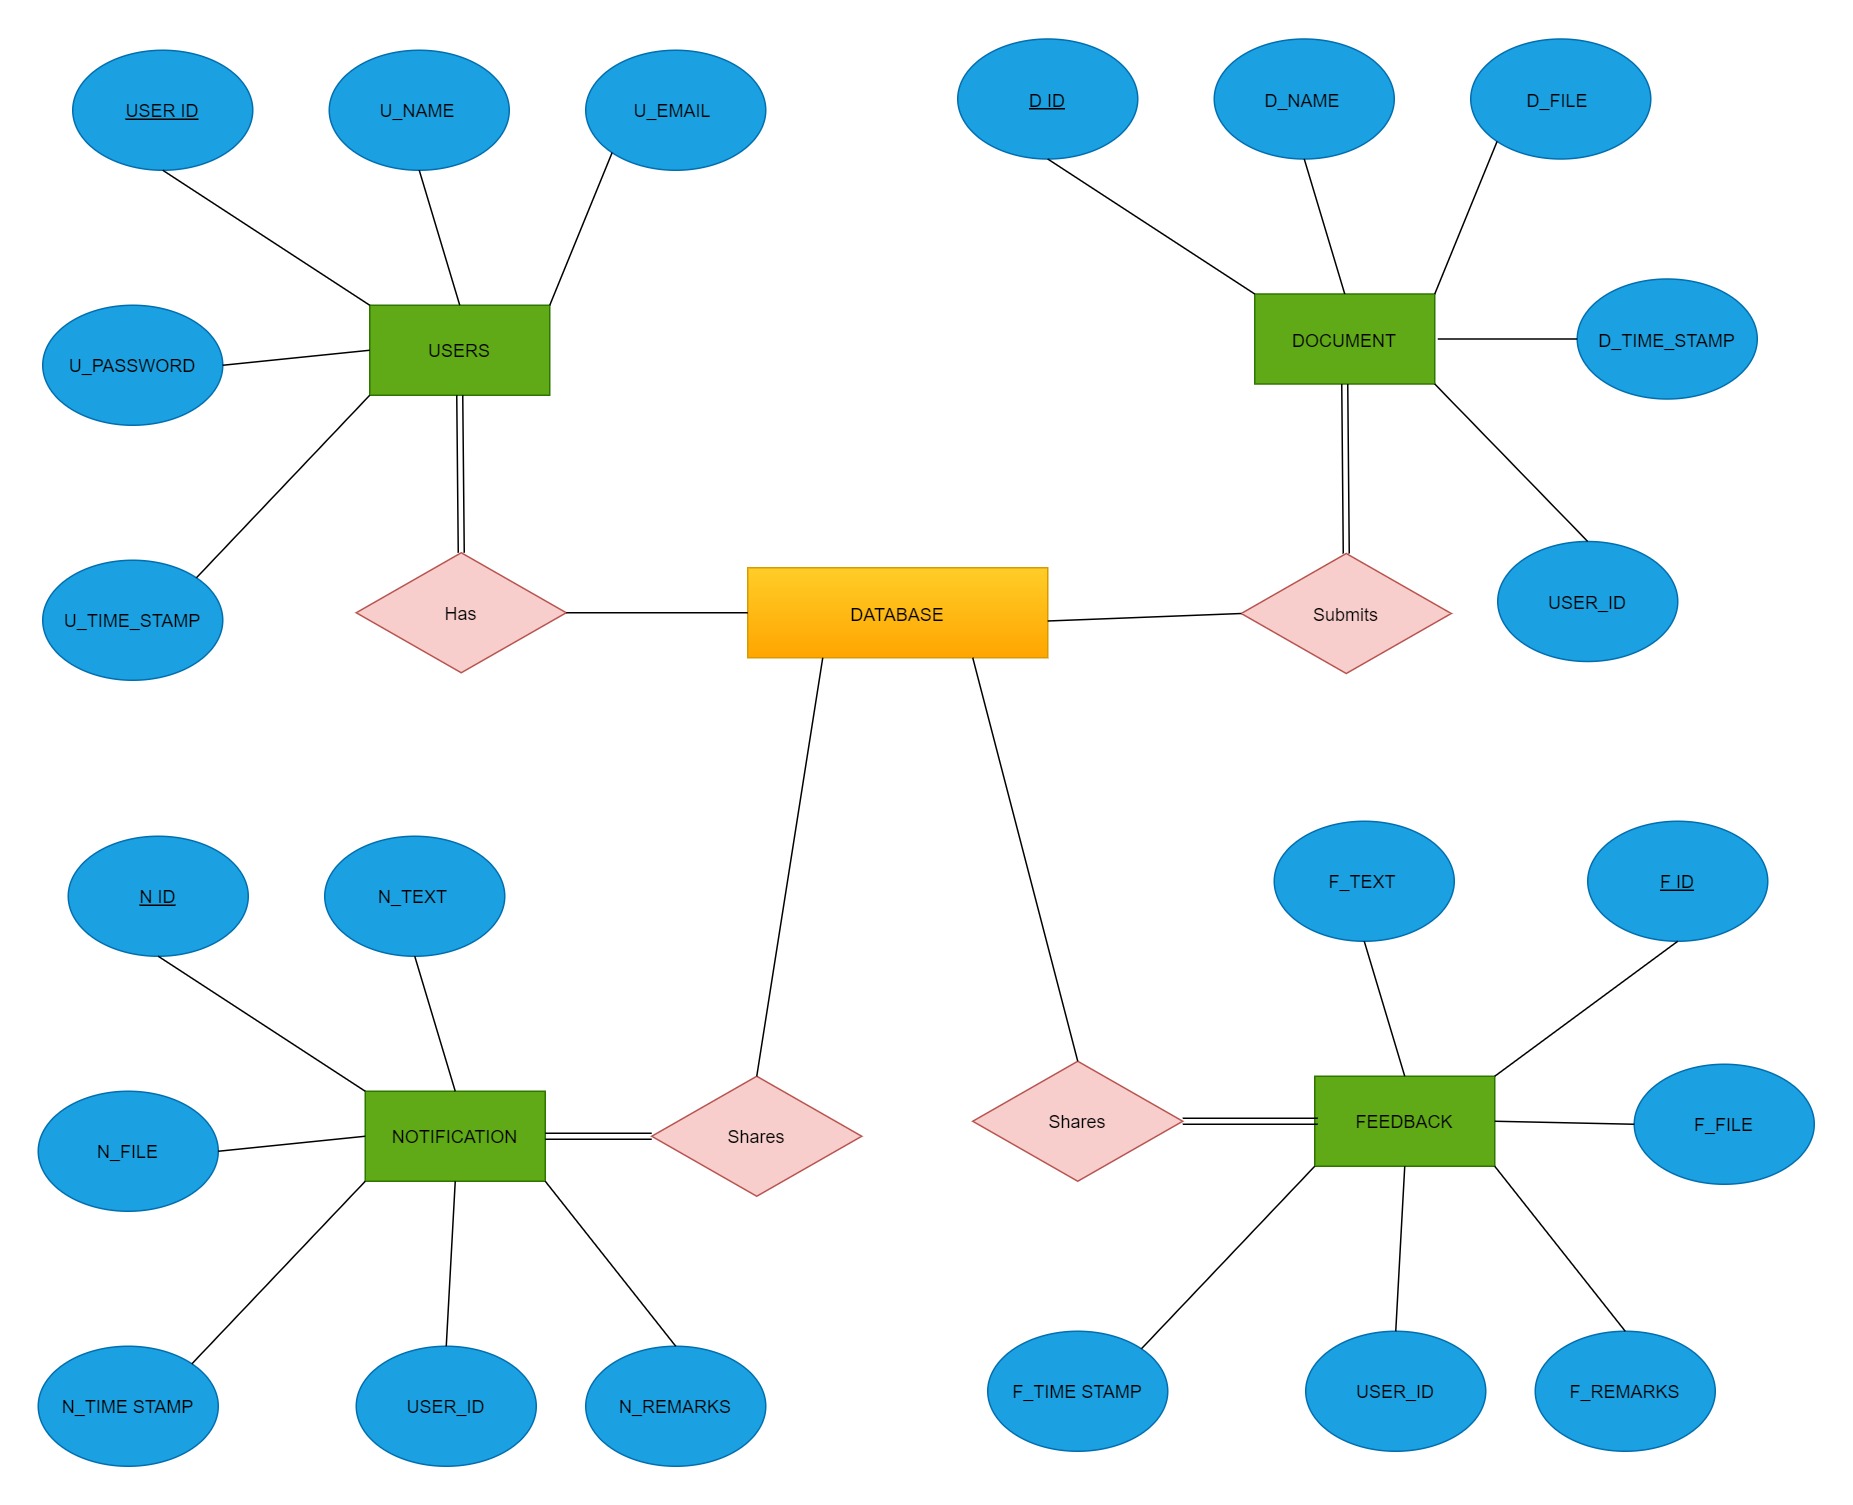 USER ID
U_NAME
U_EMAIL
D ID
D_NAME
D_FILE
U_PASSWORD
USERS
DOCUMENT
D_TIME_STAMP
U_TIME_STAMP
Has
DATABASE
Submits
USER_ID
N ID
N_TEXT
F_TEXT
F ID
N_FILE
NOTIFICATION
Shares
Shares
FEEDBACK
F_FILE
N_TIME STAMP
USER_ID
N_REMARKS
F_TIME STAMP
USER_ID
F_REMARKS